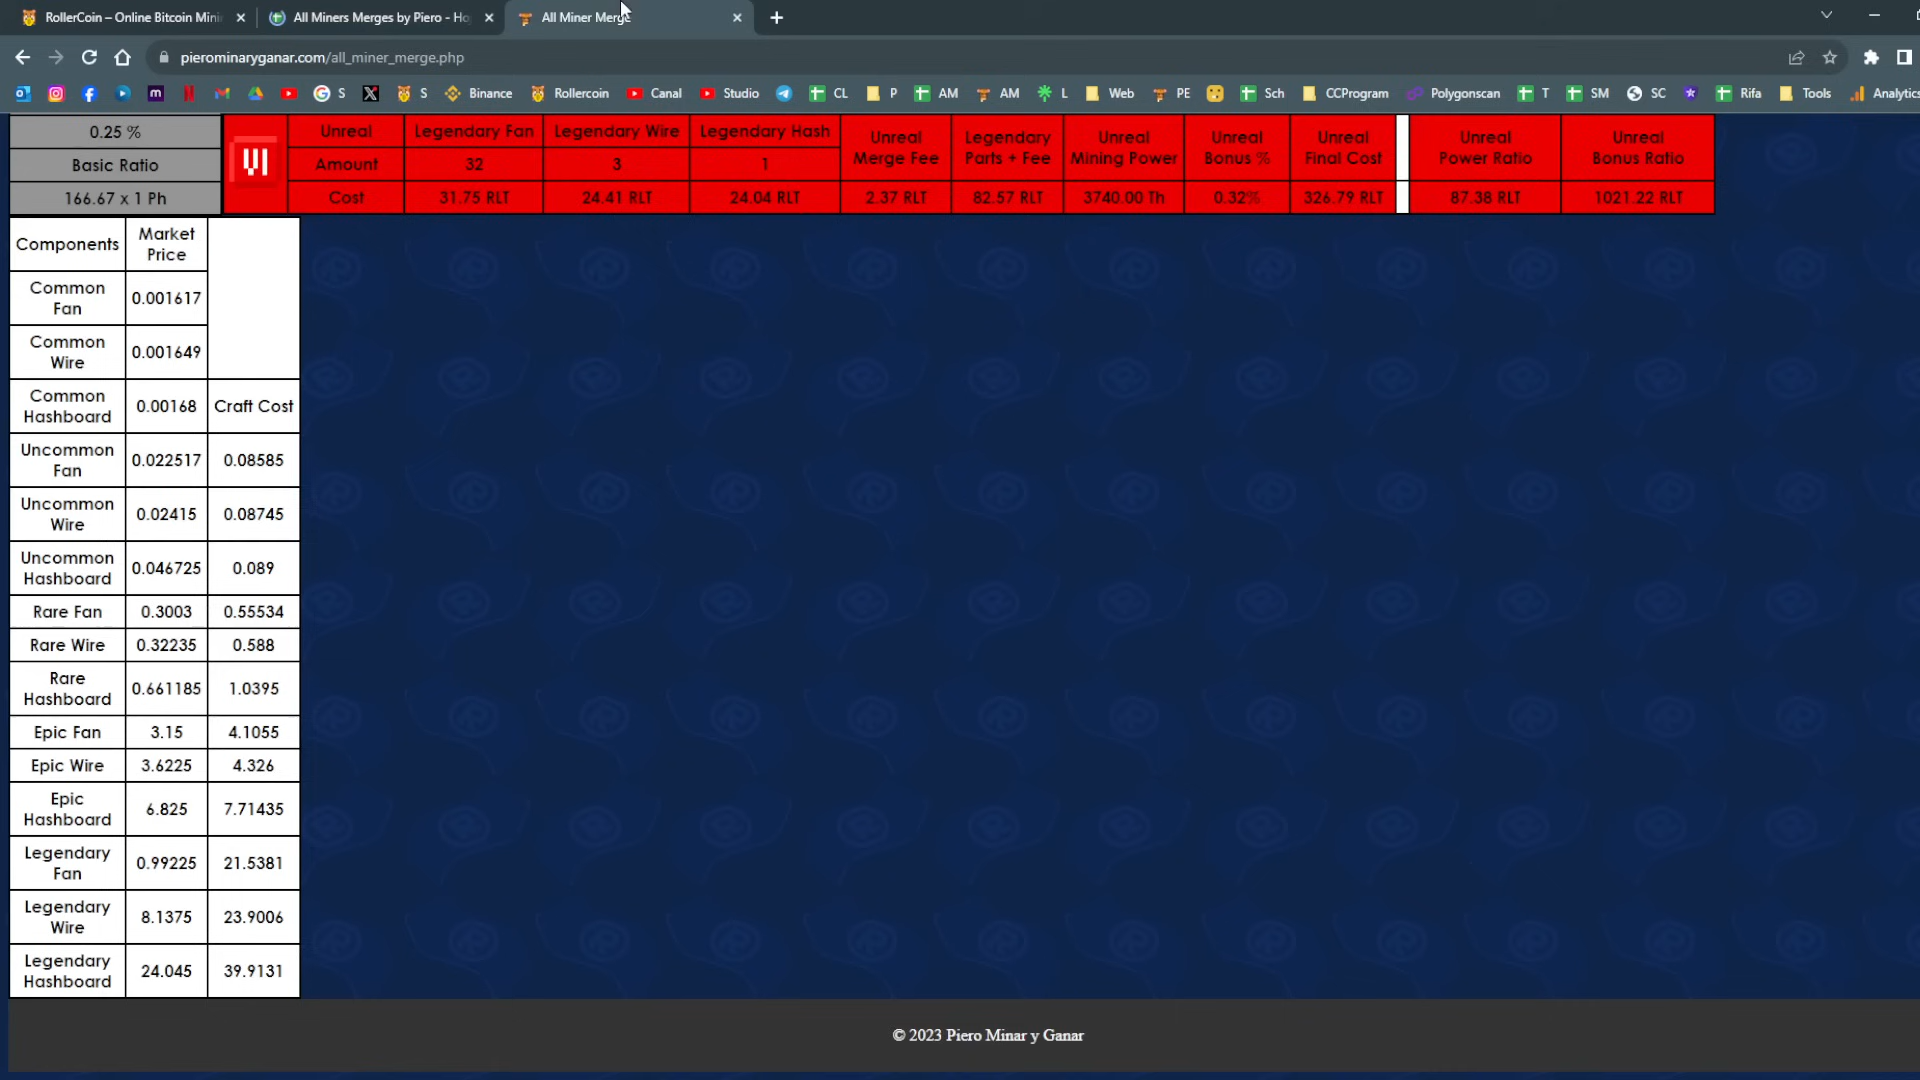 RollerCoin – Online Bitcoin Mini
All Miners Merges by Piero - Ho
All Miner Merge
pierominaryganar.com/all_miner_merge.php
S
S
Binance
Rollercoin
Canal
Studio
CL
P
AM
AM
L
Web
PE
Sch
CCProgram
Polygonscan
T
SM
SC
Rifa
Tools
Analytics
0.25 %
Basic Ratio
166.67 x 1 Ph
VI
Unreal
Legendary Fan
Legendary Wire
Legendary Hash
Unreal
Merge Fee
Legendary
Parts + Fee
Unreal
Mining Power
Unreal
Bonus %
Unreal
Final Cost
Unreal
Power Ratio
Unreal
Bonus Ratio
Amount
32
3
1
Cost
31.75 RLT
24.41 RLT
24.04 RLT
2.37 RLT
82.57 RLT
3740.00 Th
0.32%
326.79 RLT
87.38 RLT
1021.22 RLT
Components
Market
Price
Common
Fan
0.001617
Common
Wire
0.001649
Common
Hashboard
0.00168
Craft Cost
Uncommon
Fan
0.022517
0.08585
Uncommon
Wire
0.02415
0.08745
Uncommon
Hashboard
0.046725
0.089
Rare Fan
0.3003
0.55534
Rare Wire
0.32235
0.588
Rare
Hashboard
0.661185
1.0395
Epic Fan
3.15
4.1055
Epic Wire
3.6225
4.326
Epic
Hashboard
6.825
7.71435
Legendary
Fan
0.99225
21.5381
Legendary
Wire
8.1375
23.9006
Legendary
Hashboard
24.045
39.9131
© 2023 Piero Minar y Ganar